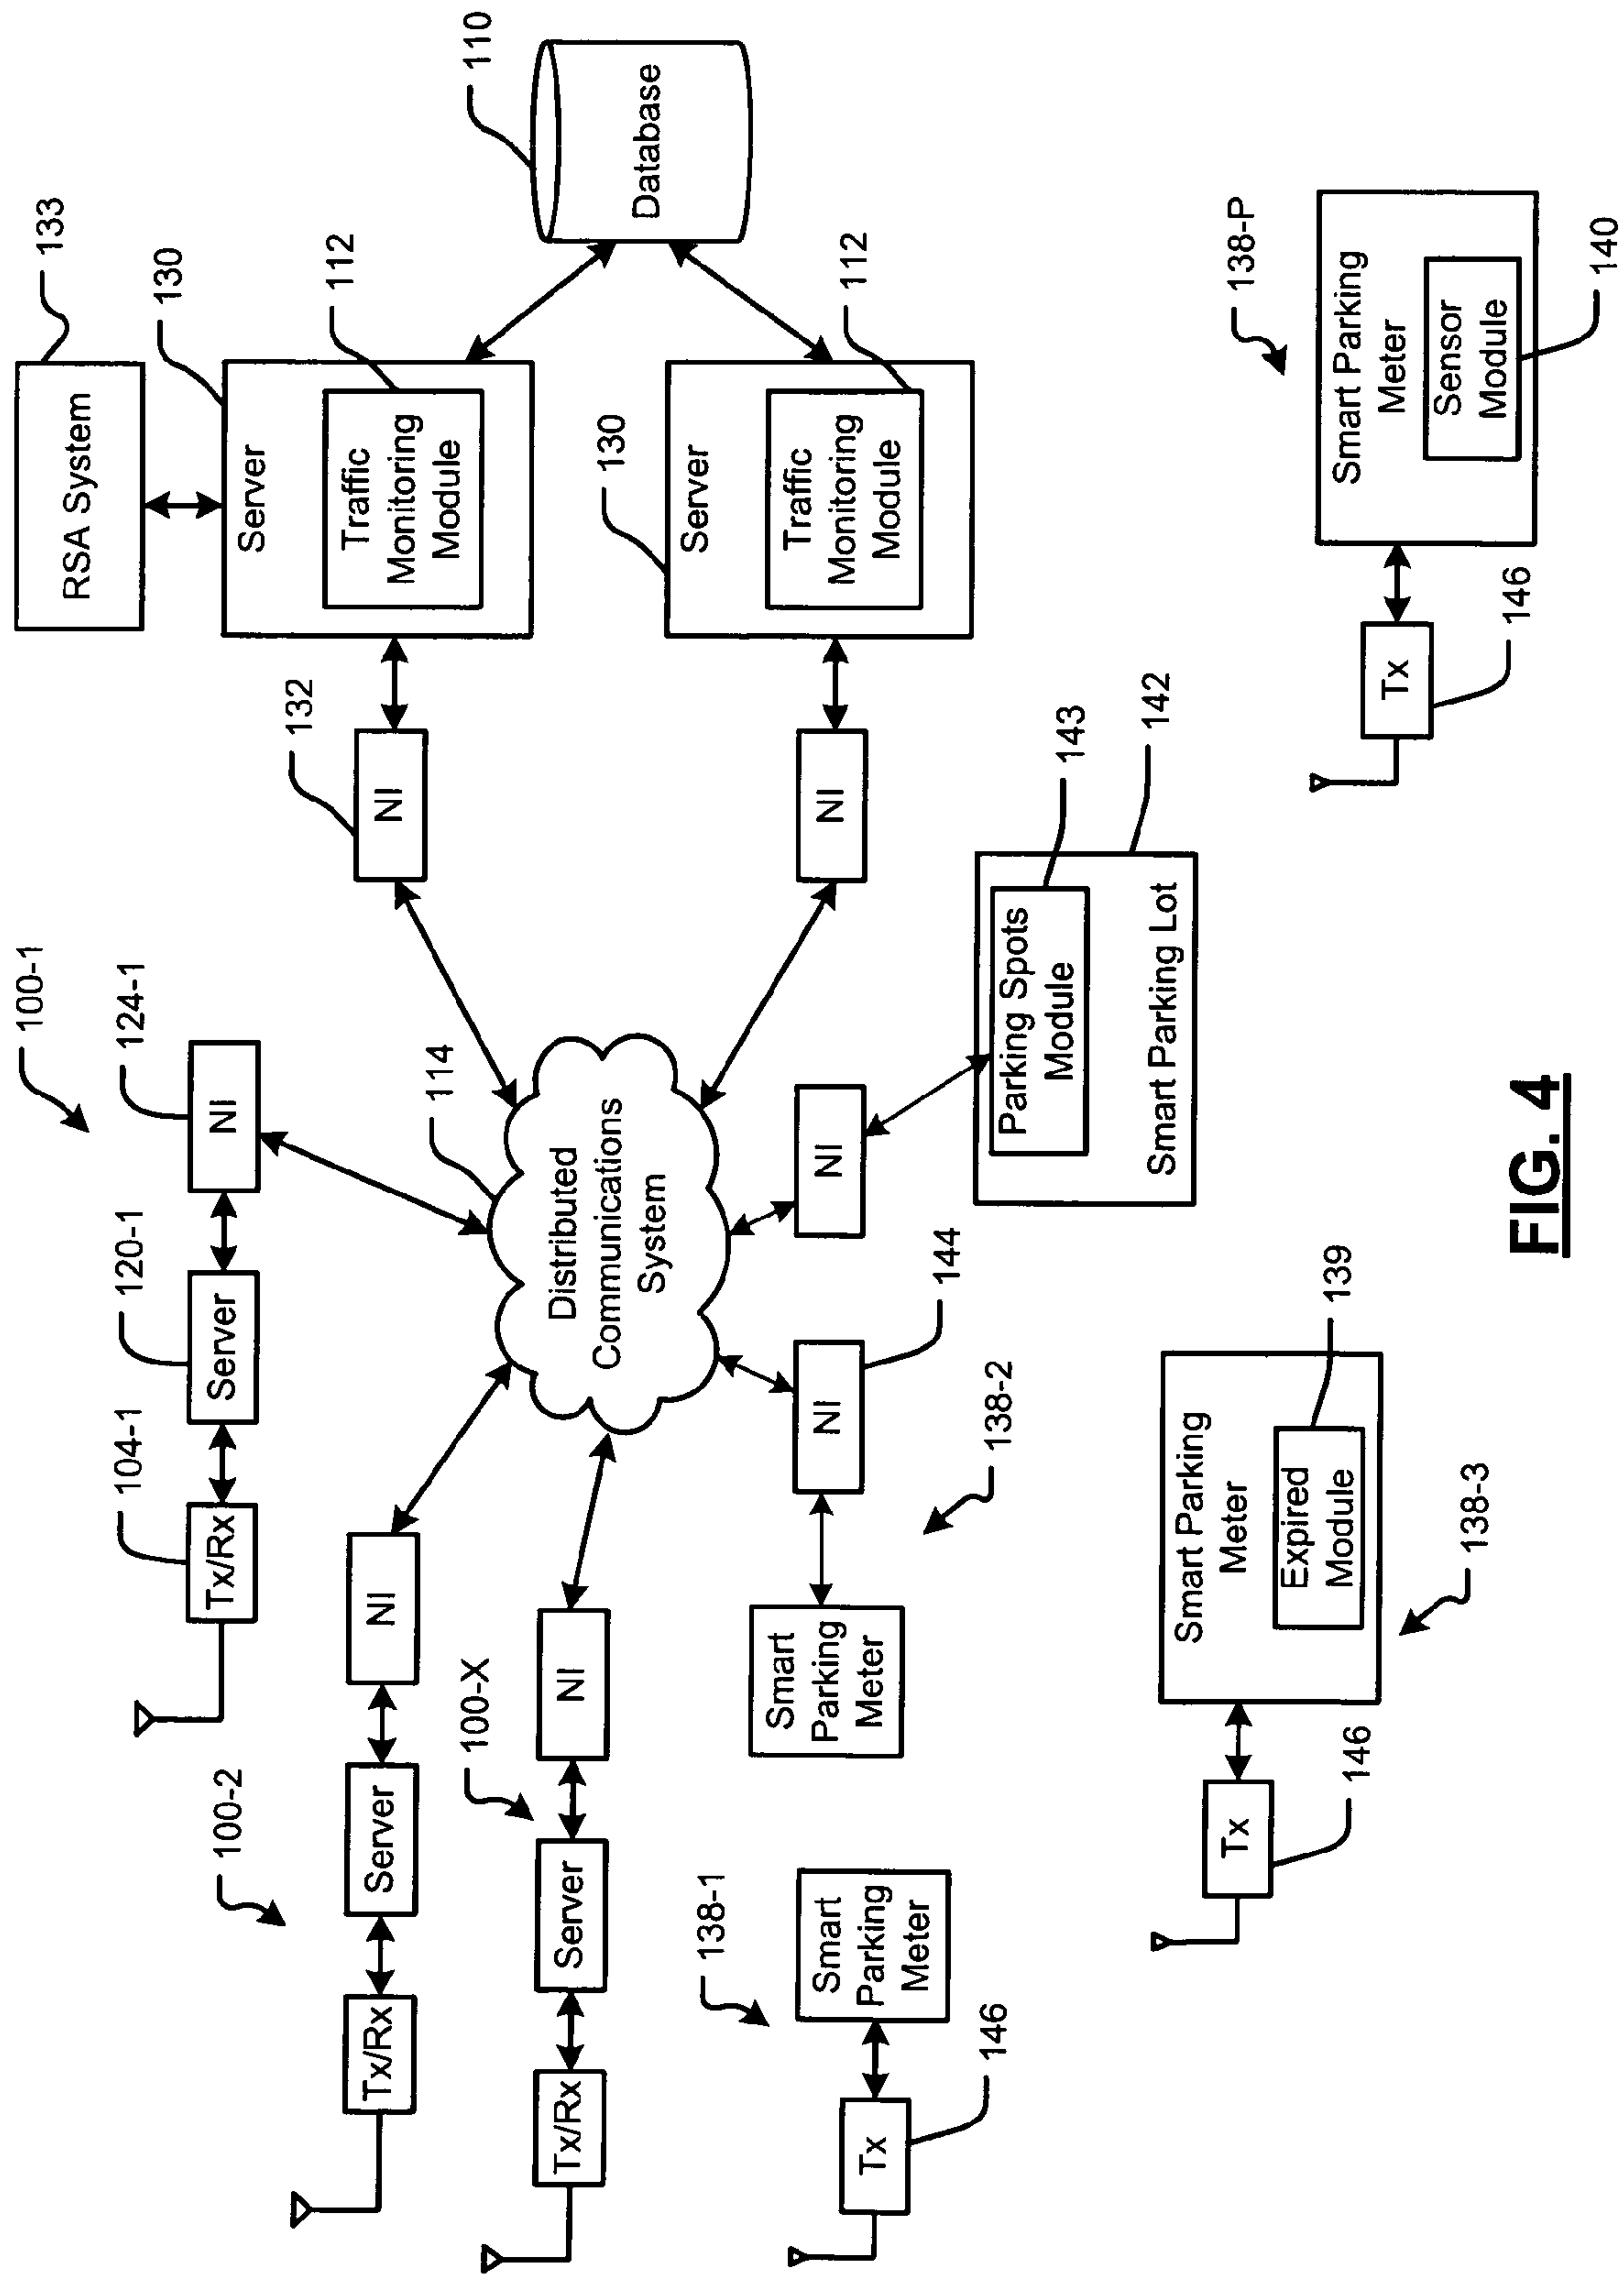 100-1
104-1
120-1
124-1
Tx/Rx
Server
NI
133
RSA System
130
Server
112
Traffic
Monitoring
Module
132
NI
110
Database
100-2
Tx/Rx
Server
NI
114
Distributed
Communications
System
100-X
Tx/Rx
Server
NI
130
Server
112
Traffic
Monitoring
Module
NI
138-1
146
Tx
Smart
Parking
Meter
138-2
Smart
Parking
Meter
NI
144
NI
143
142
Parking Spots
Module
Smart Parking Lot
138-3
146
Tx
Smart Parking
Meter
Expired
Module
139
138-P
146
Tx
Smart Parking
Meter
Sensor
Module
140
FIG. 4